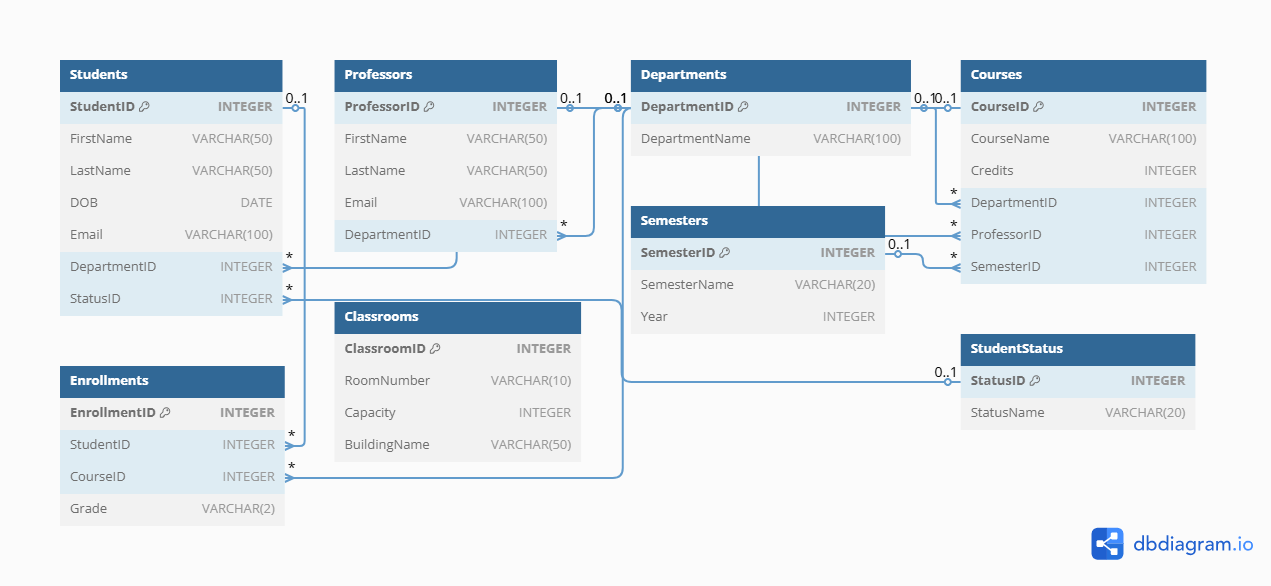 Students
StudentID INTEGER
FirstName VARCHAR(50)
LastName VARCHAR(50)
DOB DATE
Email VARCHAR(100)
DepartmentID INTEGER
StatusID INTEGER
0..1
*
*
Professors
ProfessorID INTEGER
FirstName VARCHAR(50)
LastName VARCHAR(50)
Email VARCHAR(100)
DepartmentID INTEGER
0..1
*
0..1
Departments
DepartmentID INTEGER
DepartmentName VARCHAR(100)
0..1
0..1
Courses
CourseID INTEGER
CourseName VARCHAR(100)
Credits INTEGER
DepartmentID INTEGER
ProfessorID INTEGER
SemesterID INTEGER
*
*
*
Semesters
SemesterID INTEGER
SemesterName VARCHAR(20)
Year INTEGER
0..1
Classrooms
ClassroomID INTEGER
RoomNumber VARCHAR(10)
Capacity INTEGER
BuildingName VARCHAR(50)
StudentStatus
StatusID INTEGER
StatusName VARCHAR(20)
0..1
Enrollments
EnrollmentID INTEGER
StudentID INTEGER
CourseID INTEGER
Grade VARCHAR(2)
*
*
dbdiagram.io